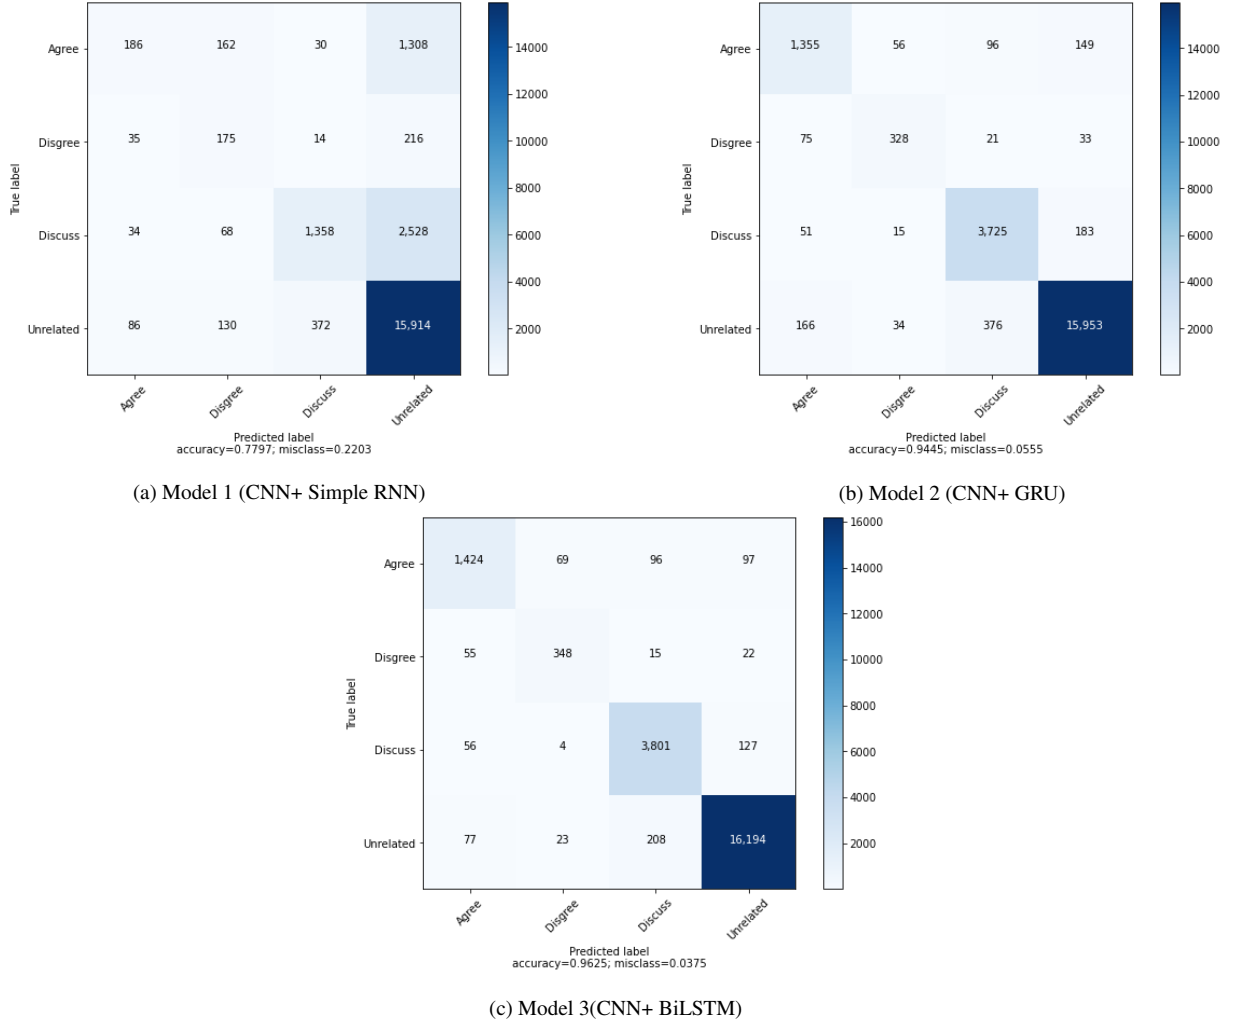 Agree 186 162 30 1,308
Disgree 35 175 14 216
Discuss 34 68 1,358 2,528
Unrelated 86 130 372 15,914
True label
Agree Disgree Discuss Unrelated
Predicted label
accuracy=0.7797; misclass=0.2203
14000
12000
10000
8000
6000
4000
2000
(a) Model 1 (CNN+ Simple RNN)
Agree 1,355 56 96 149
Disgree 75 328 21 33
Discuss 51 15 3,725 183
Unrelated 166 34 376 15,953
True label
Agree Disgree Discuss Unrelated
Predicted label
accuracy=0.9445; misclass=0.0555
14000
12000
10000
8000
6000
4000
2000
(b) Model 2 (CNN+ GRU)
Agree 1,424 69 96 97
Disgree 55 348 15 22
Discuss 56 4 3,801 127
Unrelated 77 23 208 16,194
True label
Agree Disgree Discuss Unrelated
Predicted label
accuracy=0.9625; misclass=0.0375
16000
14000
12000
10000
8000
6000
4000
2000
(c) Model 3(CNN+ BiLSTM)